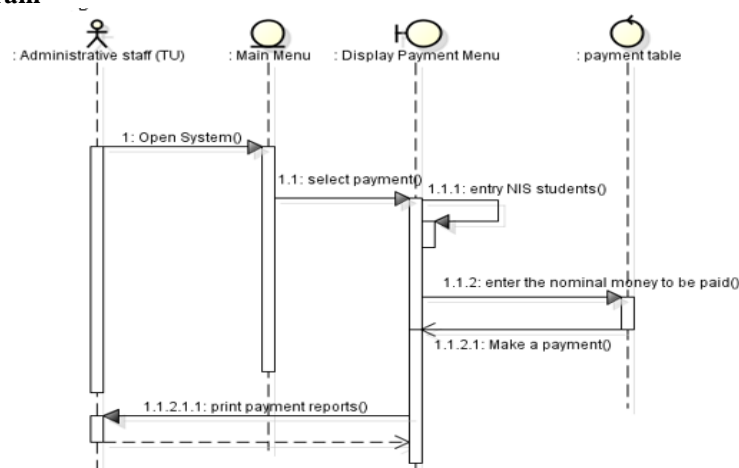 : Administrative staff (TU) : Main Menu : Display Payment Menu : payment table
1: Open System()
1.1: select payment()
1.1.1: entry NIS students()
1.1.2: enter the nominal money to be paid()
1.1.2.1: Make a payment()
1.1.2.1.1: print payment reports()